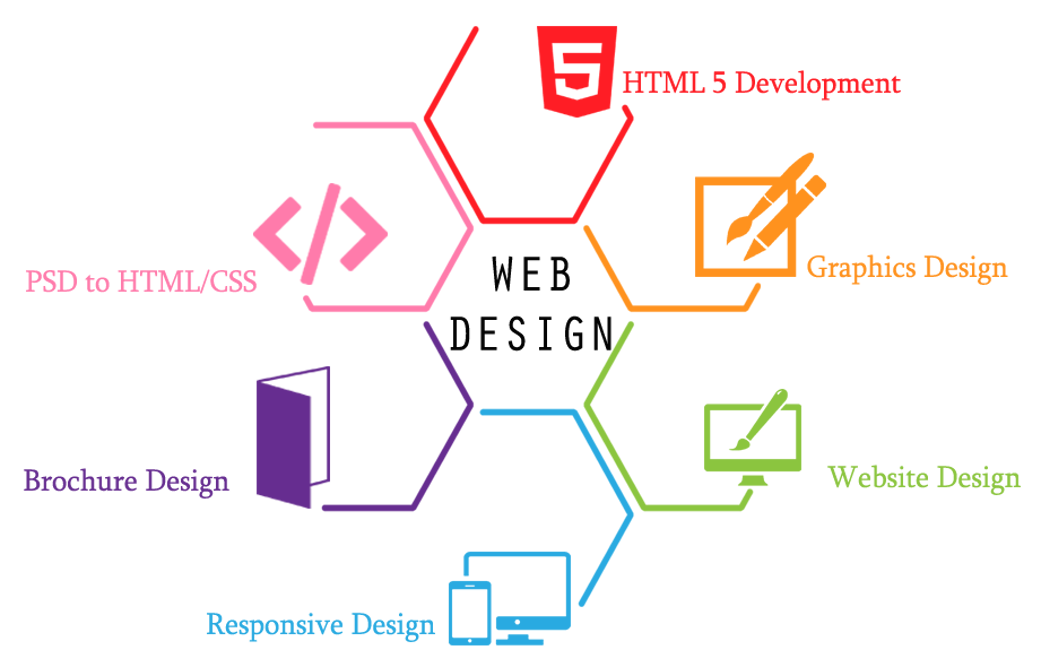 5
HTML 5 Development
Graphics Design
PSD to HTML/CSS
WEB
DESIGN
Website Design
Brochure Design
Responsive Design